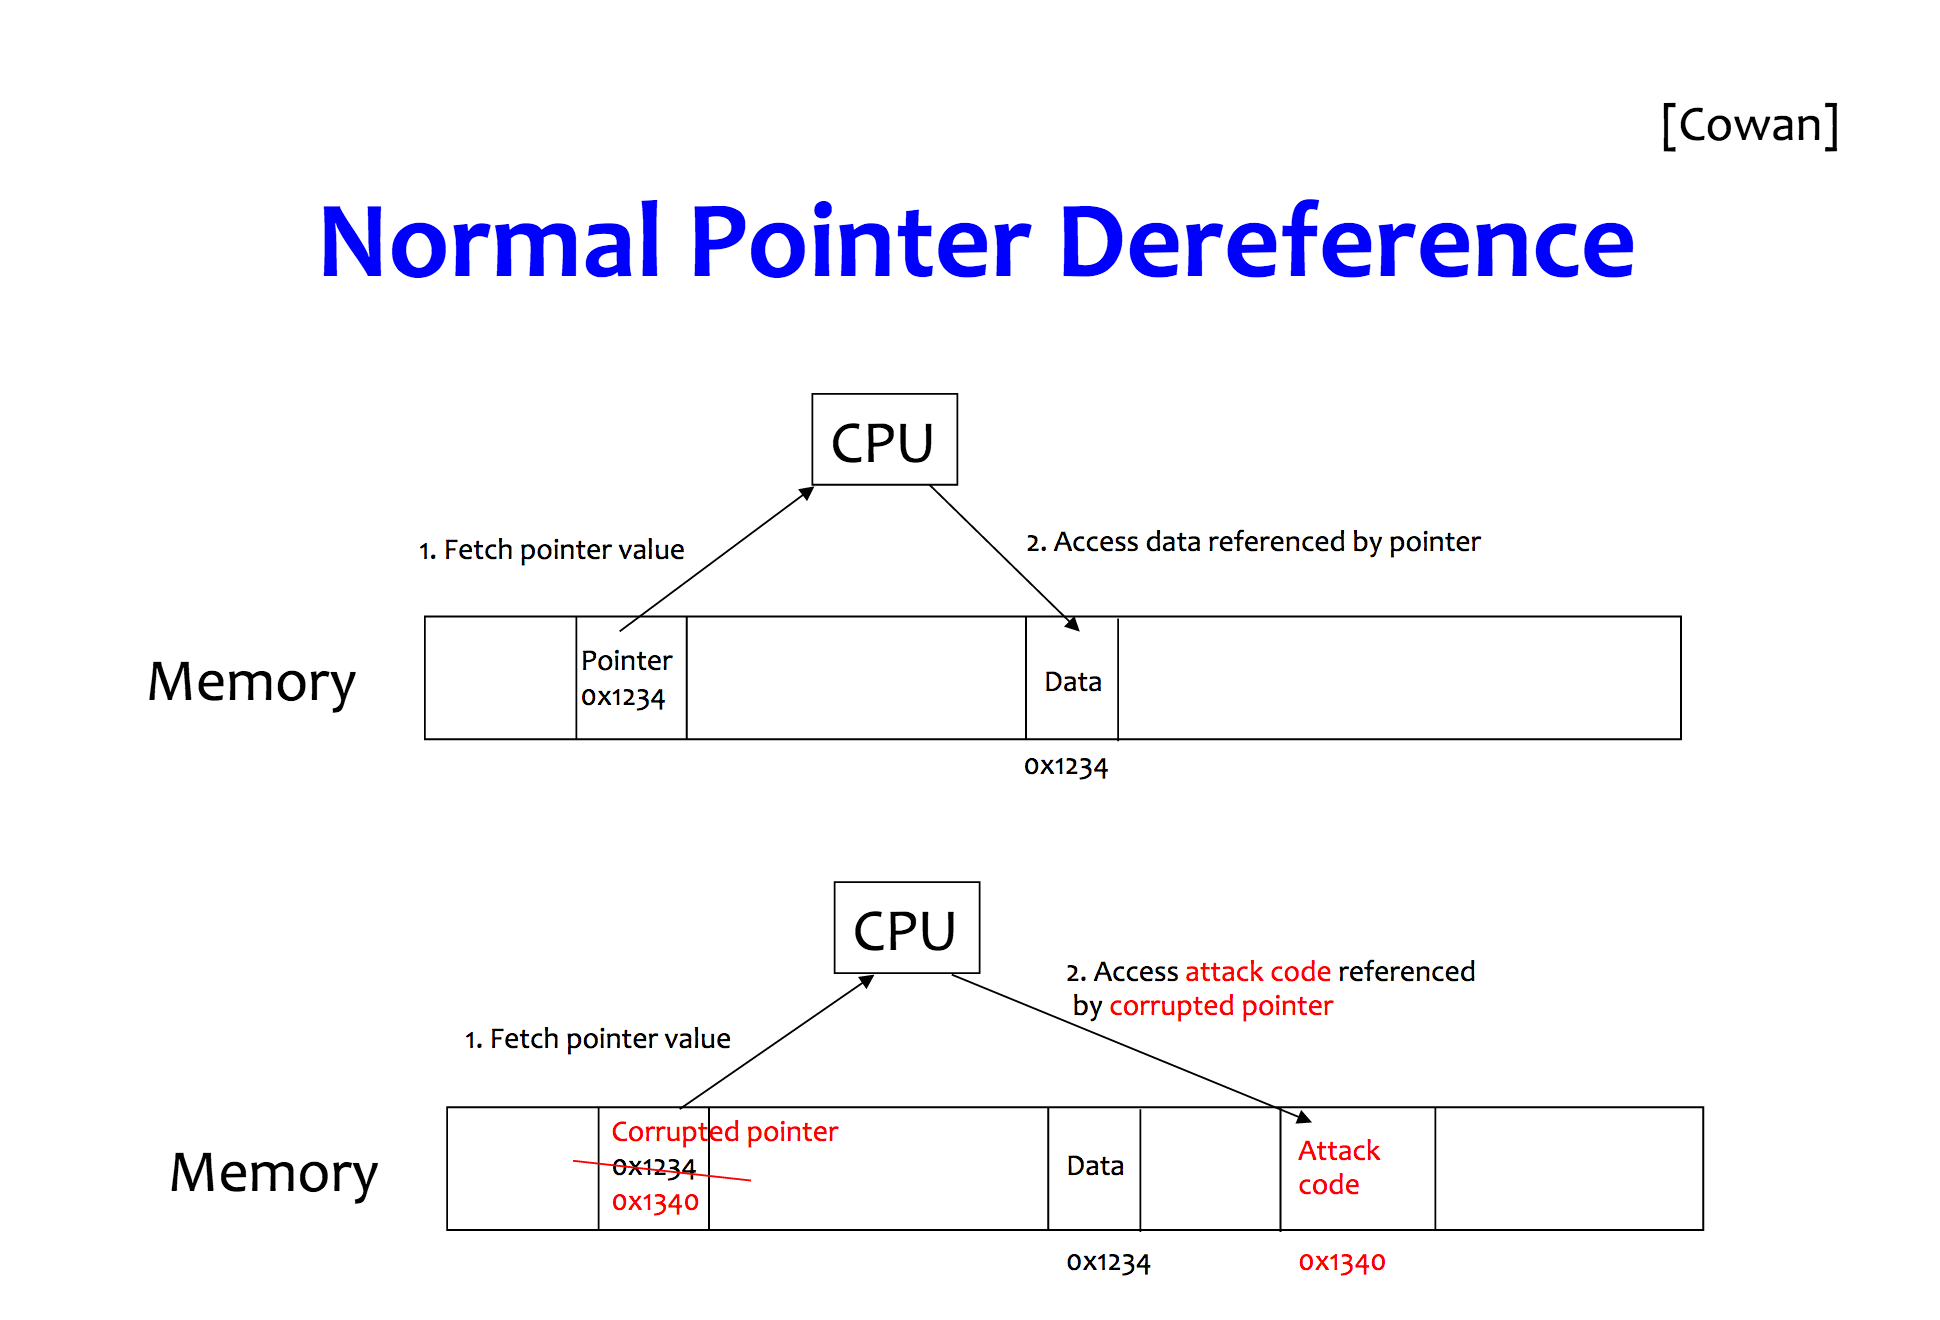 [Cowan]
Normal Pointer Dereference
CPU
1. Fetch pointer value
2. Access data referenced by pointer
Memory
Pointer
0x1234
Data
0x1234
CPU
2. Access attack code referenced
by corrupted pointer
1. Fetch pointer value
Memory
Corrupted pointer
0x1234
0x1340
Data
Attack
code
0x1234
0x1340